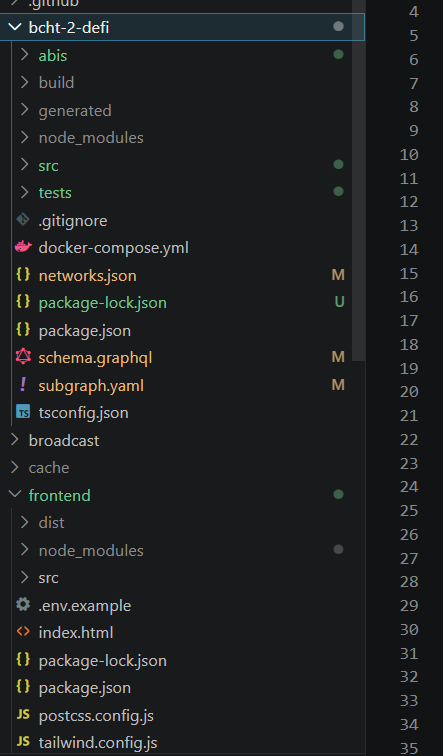 .github
4
bcht-2-defi
5
abis
6
build
7
generated
8
node_modules
9
10
src
11
tests
12
.gitignore
13
docker-compose.yml
14
networks.json M
15
package-lock.json U
16
package.json
17
schema.graphql M
18
19
subgraph.yaml M
20
TS tsconfig.json
21
broadcast
22
cache
23
frontend
24
dist
25
26
node_modules
27
src
28
.env.example
29
index.html
30
package-lock.json
31
package.json
32
33
JS postcss.config.js
34
JS tailwind.config.js
35